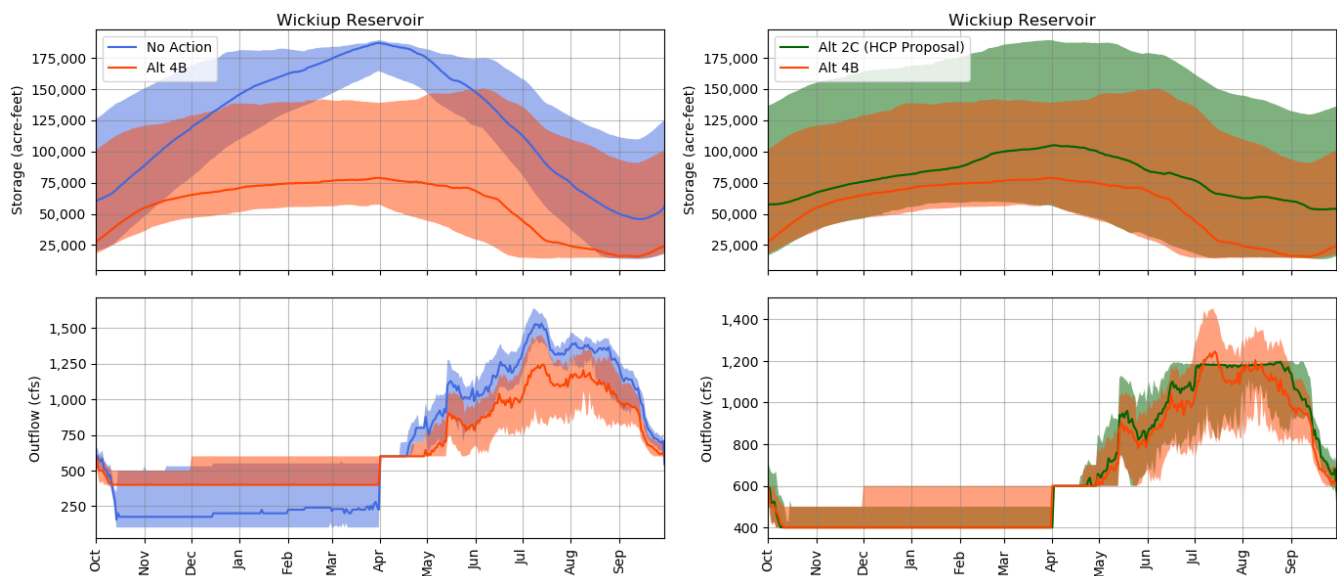 Wickiup Reservoir
No Action
Alt 4B
175,000
150,000
125,000
100,000
75,000
50,000
25,000
Storage (acre-feet)
Wickiup Reservoir
Alt 2C (HCP Proposal)
Alt 4B
175,000
150,000
125,000
100,000
75,000
50,000
25,000
Storage (acre-feet)
1,500
1,250
1,000
750
500
250
Outflow (cfs)
Oct
Nov
Dec
Jan
Feb
Mar
Apr
May
Jun
Jul
Aug
Sep
1,400
1,200
1,000
800
600
400
Outflow (cfs)
Oct
Nov
Dec
Jan
Feb
Mar
Apr
May
Jun
Jul
Aug
Sep